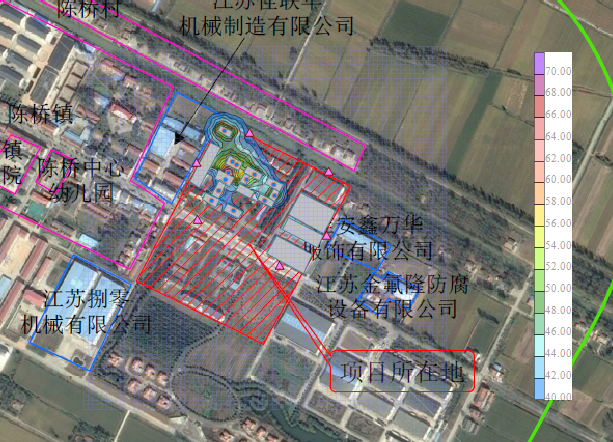 陈桥村
江苏佳联华
机械制造有限公司
陈桥镇
镇
院
陈桥中心
幼儿园
安鑫万华
服饰有限公司
江苏金氟隆防腐
设备有限公司
江苏捌零
机械有限公司
项目所在地
70.00
68.00
66.00
64.00
62.00
60.00
58.00
56.00
54.00
52.00
50.00
48.00
46.00
44.00
42.00
40.00